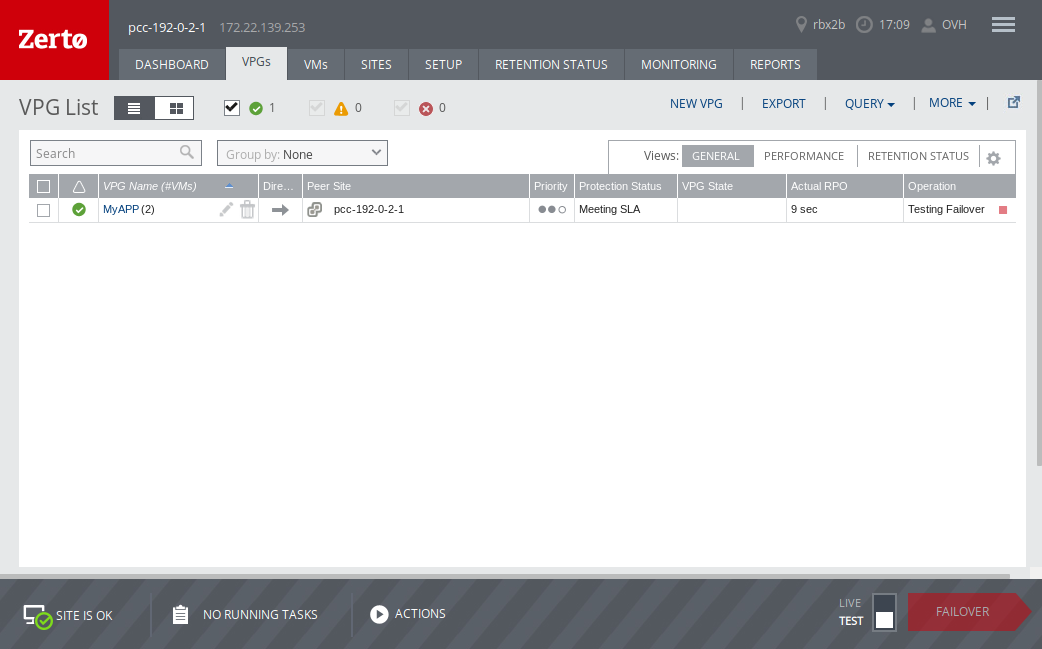 Zerto
pcc-192-0-2-1 172.22.139.253 rbx2b 17:09 OVH
DASHBOARD VPGs VMs SITES SETUP RETENTION STATUS MONITORING REPORTS
VPG List 1 0 0 NEW VPG | EXPORT | QUERY | MORE |
Search Group by: None Views: GENERAL PERFORMANCE RETENTION STATUS
VPG Name (#VMs) Dire... Peer Site Priority Protection Status VPG State Actual RPO Operation
MyAPP (2) pcc-192-0-2-1 Meeting SLA 9 sec Testing Failover
SITE IS OK NO RUNNING TASKS ACTIONS LIVE TEST FAILOVER